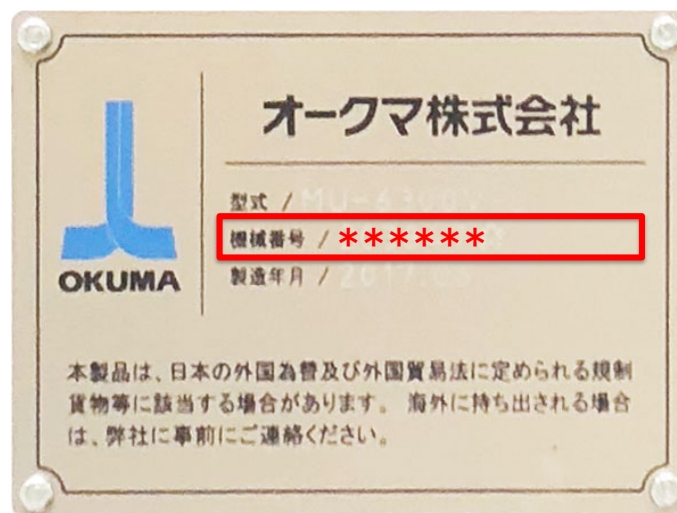 オークマ株式会社
OKUMA
型式 / MU-6300V
機械番号 / ******
製造年月 / 2017.
本製品は、日本の外国為替及び外国貿易法に定められる規制
貨物等に該当する場合があります。 海外に持ち出される場合
は、弊社に事前にご連絡ください。